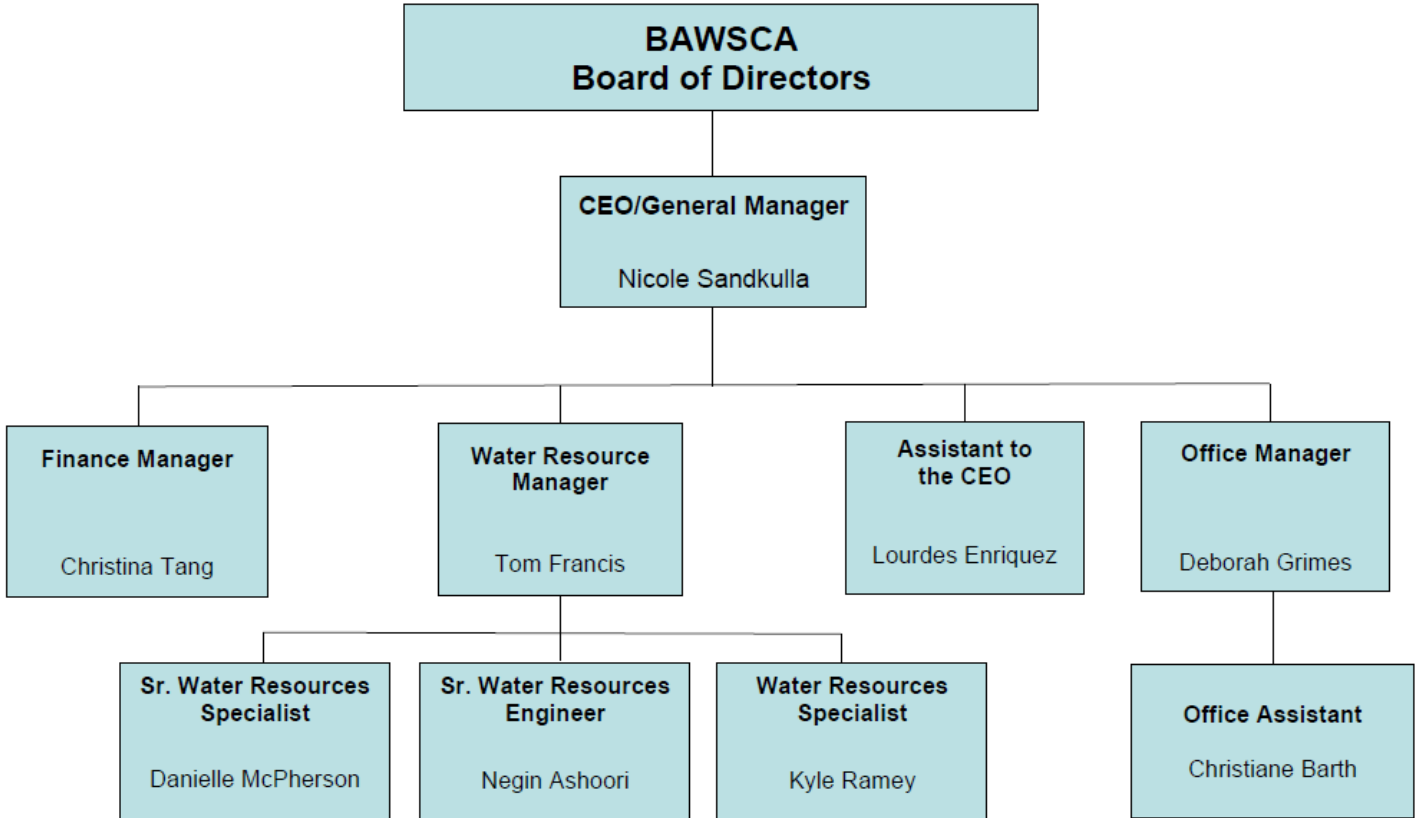 BAWSCA
Board of Directors
CEO/General Manager
Nicole Sandkulla
Finance Manager
Christina Tang
Water Resource
Manager
Tom Francis
Assistant to
the CEO
Lourdes Enriquez
Office Manager
Deborah Grimes
Sr. Water Resources
Specialist
Danielle McPherson
Sr. Water Resources
Engineer
Negin Ashoori
Water Resources
Specialist
Kyle Ramey
Office Assistant
Christiane Barth